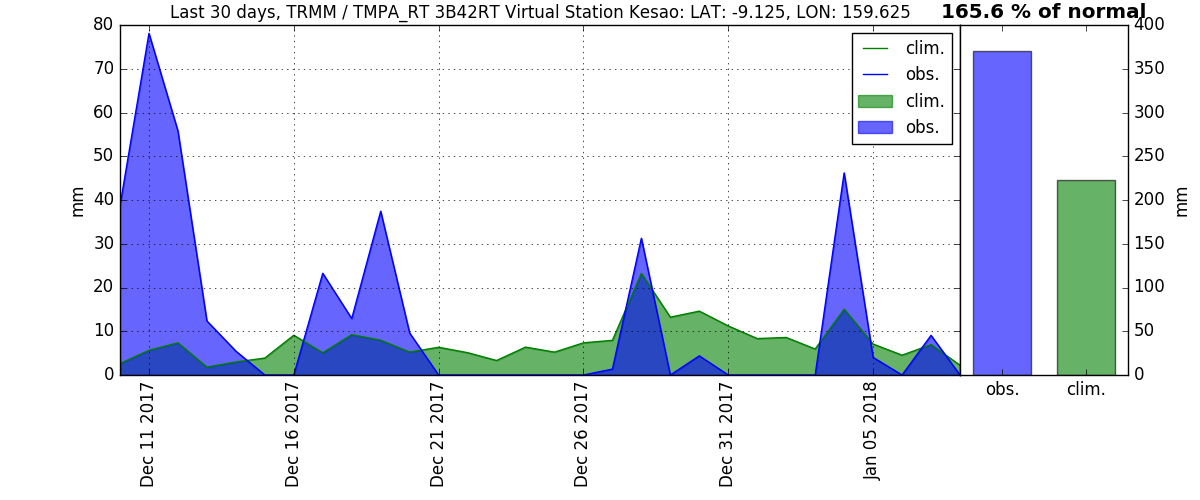 Last 30 days, TRMM / TMPA_RT 3B42RT Virtual Station Kesao: LAT: -9.125, LON: 159.625
165.6 % of normal
80
70
60
50
40
30
20
10
0
mm
clim.
obs.
clim.
obs.
400
350
300
250
200
150
100
50
0
mm
Dec 11 2017
Dec 16 2017
Dec 21 2017
Dec 26 2017
Dec 31 2017
Jan 05 2018
obs.
clim.